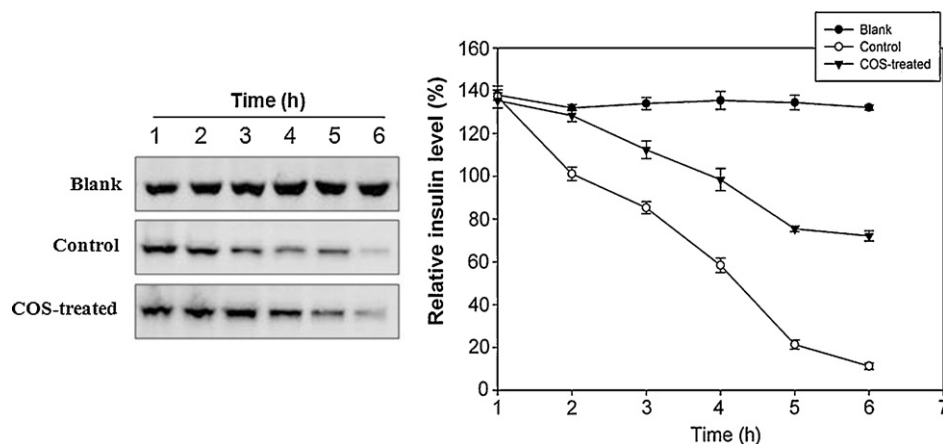 Time (h)
1 2 3 4 5 6
Blank
Control
COS-treated
Blank
Control
COS-treated
Relative insulin level (%)
160
140
120
100
80
60
40
20
0
1 2 3 4 5 6 7
Time (h)